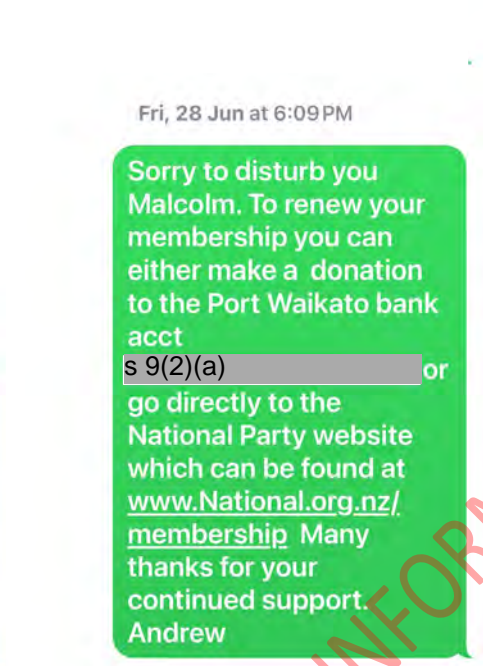 Fri, 28 Jun at 6:09 PM
Sorry to disturb you
Malcolm. To renew your
membership you can
either make a donation
to the Port Waikato bank
acct
s 9(2)(a) or
go directly to the
National Party website
which can be found at
www.National.org.nz/
membership Many
thanks for your
continued support.
Andrew